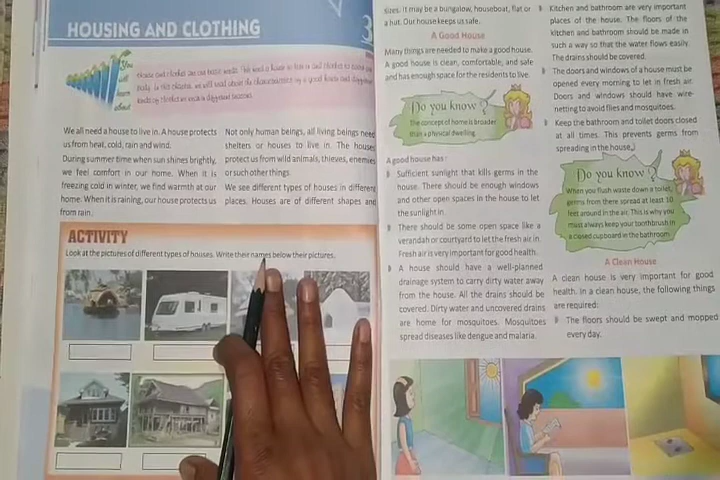 HOUSING AND CLOTHING
3
You
will
learn
about
We all need a house to live in. A house protects
us from heat, cold, rain and wind.
During summer time when sun shines brightly,
we feel comfort in our home. When it is
freezing cold in winter, we find warmth at our
home. When it is raining, our house protects us
from rain.
Not only human beings, all living beings need
shelters or houses to live in. The houses
protect us from wild animals, thieves, enemies
or such other things.
We see different types of houses in different
places. Houses are of different shapes and
ACTIVITY
Look at the pictures of different types of houses. Write their names below their pictures.
sizes. It may be a bungalow, houseboat, flat or
a hut. Our house keeps us safe.
A Good House
Many things are needed to make a good house.
A good house is clean, comfortable, and safe
and has enough space for the residents to live.
Do you know?
The concept of home is broader
than a physical dwelling.
A good house has :
Sufficient sunlight that kills germs in the
house. There should be enough windows
and other open spaces in the house to let
the sunlight in.
There should be some open space like a
verandah or courtyard to let the fresh air in.
Fresh air is very important for good health.
A house should have a well-planned
drainage system to carry dirty water away
from the house. All the drains should be
covered. Dirty water and uncovered drains
are home for mosquitoes. Mosquitoes
spread diseases like dengue and malaria.
Kitchen and bathroom are very important
places of the house. The floors of the
kitchen and bathroom should be made in
such a way so that the water flows easily.
The drains should be covered.
The doors and windows of a house must be
opened every morning to let in fresh air.
Doors and windows should have wire-
netting to avoid flies and mosquitoes.
Keep the bathroom and toilet doors closed
at all times. This prevents germs from
spreading in the house.
Do you know?
When you flush waste down a toilet,
germs from there spread at least 10
feet around in the air. This is why you
must always keep your toothbrush in
a closed cupboard in the bathroom.
A Clean House
A clean house is very important for good
health. In a clean house, the following things
are required:
The floors should be swept and mopped
every day.